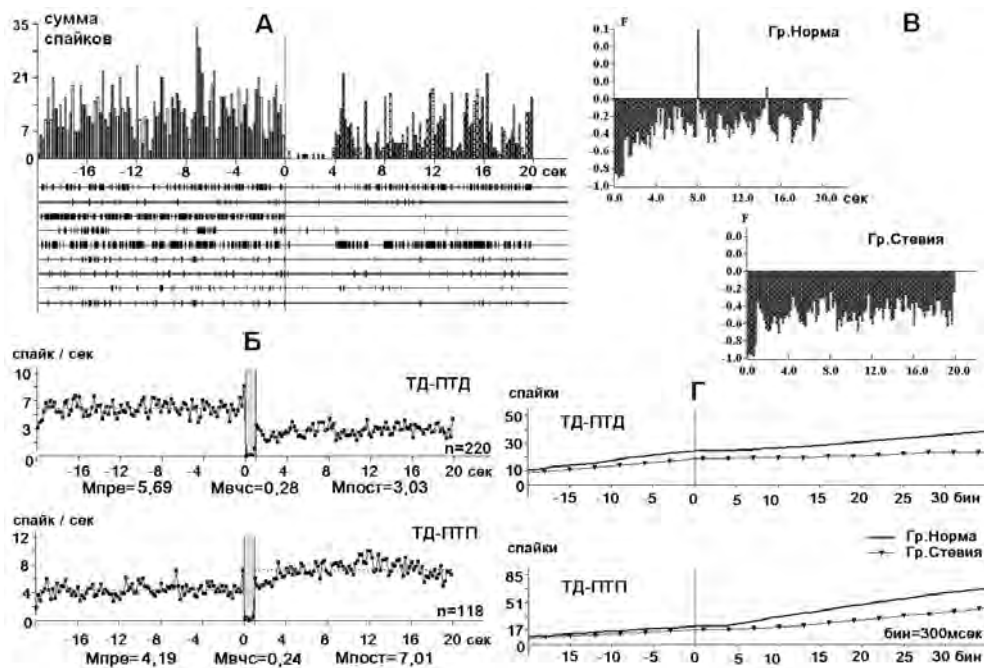 А
сумма
спайков
35
21
7
0
-16 -12 -8 -4 0 4 8 12 16 20 сек
В
F
Гр.Норма
0.1
0.0
0.0
0.0
-0.2
-0.4
-0.6
-0.8
-1.0
0.0 4.0 8.0 12.0 16.0 20.0 сек
F
Гр.Стевия
0.0
0.0
0.0
-0.2
-0.4
-0.6
-0.8
-1.0
0.0 4.0 8.0 12.0 16.0 20.0
Б
спайк / сек
ТД-ПТД
10
7
3
0
n=220
-16 -12 -8 -4 0 4 8 12 16 20 сек
Мпре=5,69 Мвчс=0,28 Мпост=3,03
спайк / сек
ТД-ПТП
12
8
4
0
n=118
-16 -12 -8 -4 0 4 8 12 16 20 сек
Мпре=4,19 Мвчс=0,24 Мпост=7,01
Г
спайки
ТД-ПТД
50
30
10
0
-15 -10 -5 0 5 10 15 20 25 30 бин
Гр.Норма
Гр.Стевия
спайки
ТД-ПТП
85
51
17
0
бин=300мсек
-15 -10 -5 0 5 10 15 20 25 30 бин